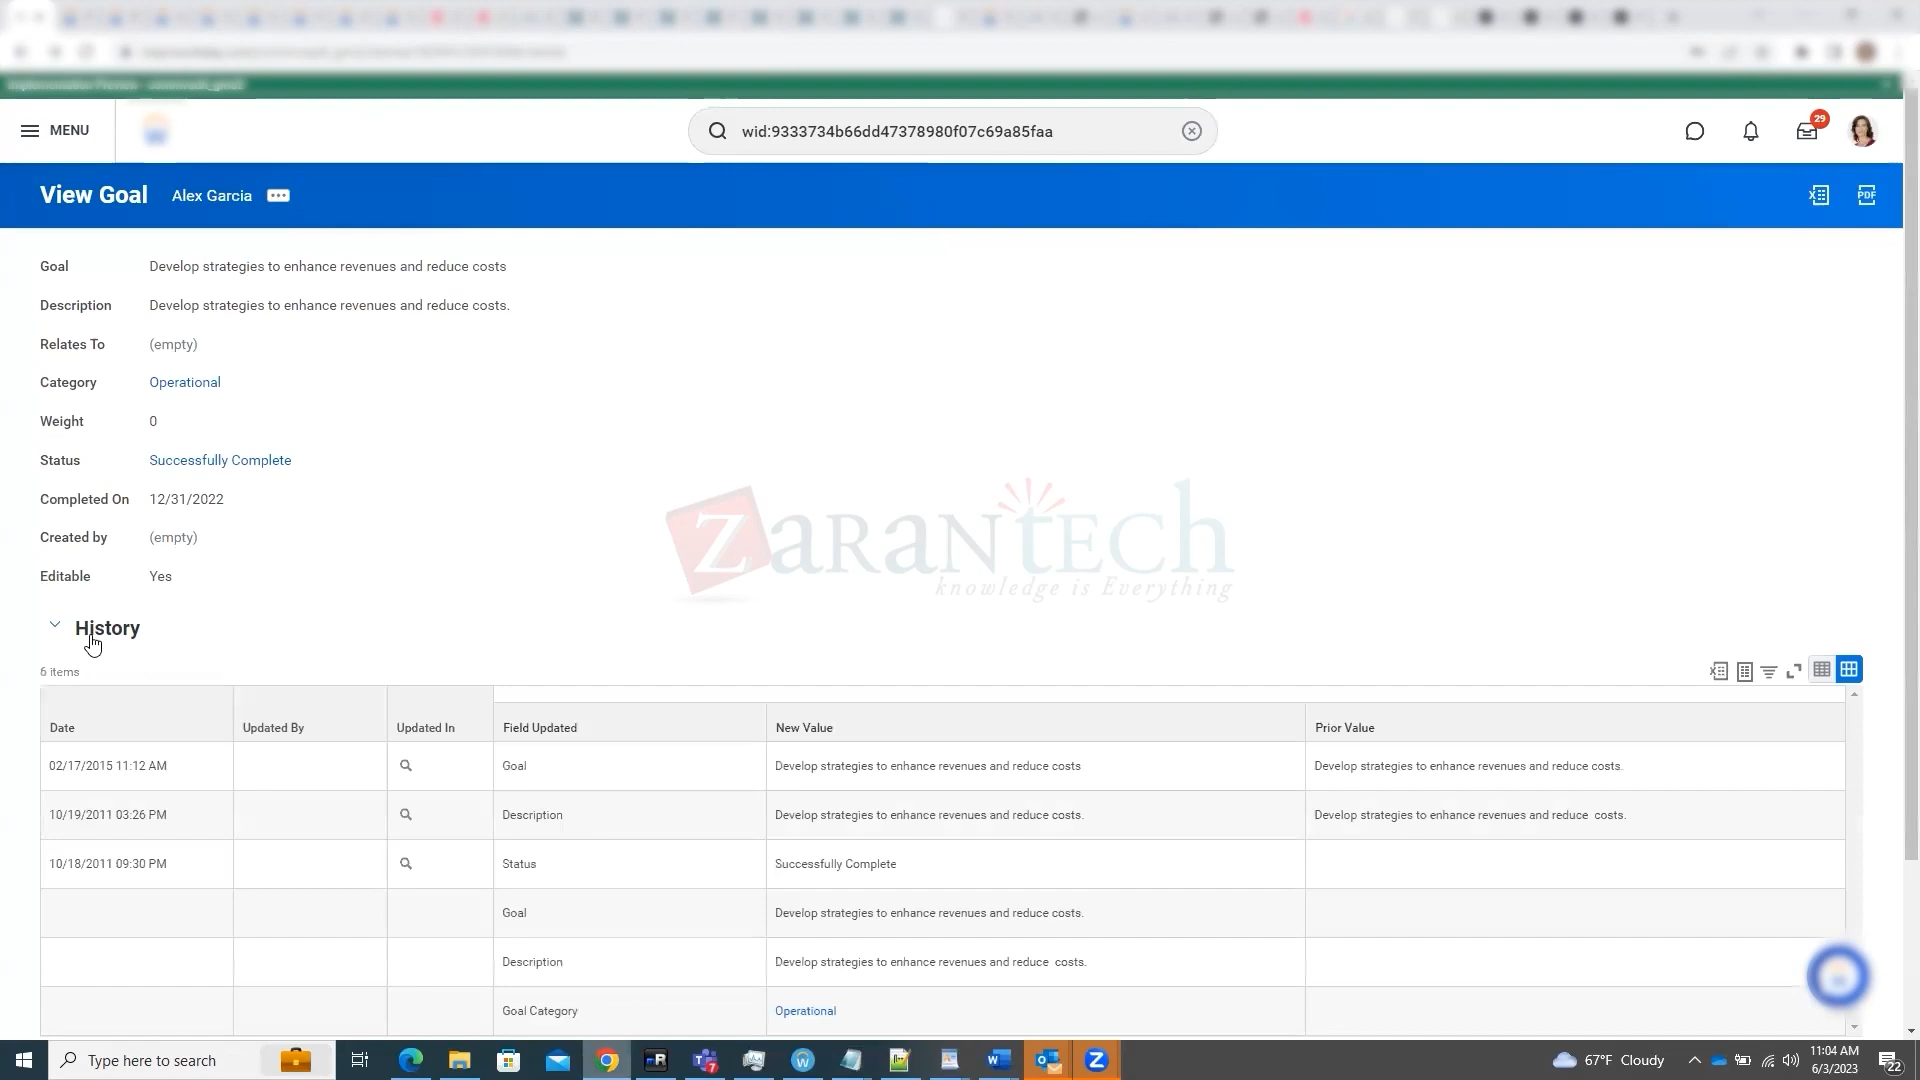 MENU
wid:9333734b66dd47378980f07c69a85faa
29
View Goal Alex Garcia
PDF
Goal Develop strategies to enhance revenues and reduce costs
Description Develop strategies to enhance revenues and reduce costs.
Relates To (empty)
Category Operational
Weight 0
Status Successfully Complete
Completed On 12/31/2022
Created by (empty)
Editable Yes
ZaranTech
knowledge is Everything
History
6 items
Date Updated By Updated In Field Updated New Value Prior Value
02/17/2015 11:12 AM Goal Develop strategies to enhance revenues and reduce costs Develop strategies to enhance revenues and reduce costs.
10/19/2011 03:26 PM Description Develop strategies to enhance revenues and reduce costs. Develop strategies to enhance revenues and reduce  costs.
10/18/2011 09:30 PM Status Successfully Complete
Goal Develop strategies to enhance revenues and reduce costs.
Description Develop strategies to enhance revenues and reduce  costs.
Goal Category Operational
Type here to search
67°F Cloudy
11:04 AM
6/3/2023
22